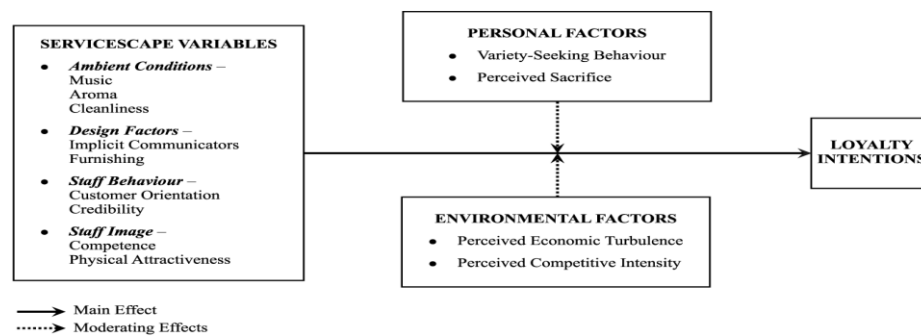 SERVICESCAPE VARIABLES
● Ambient Conditions –
Music
Aroma
Cleanliness
● Design Factors –
Implicit Communicators
Furnishing
● Staff Behaviour –
Customer Orientation
Credibility
● Staff Image –
Competence
Physical Attractiveness
PERSONAL FACTORS
● Variety-Seeking Behaviour
● Perceived Sacrifice
ENVIRONMENTAL FACTORS
● Perceived Economic Turbulence
● Perceived Competitive Intensity
LOYALTY
INTENTIONS
Main Effect
Moderating Effects